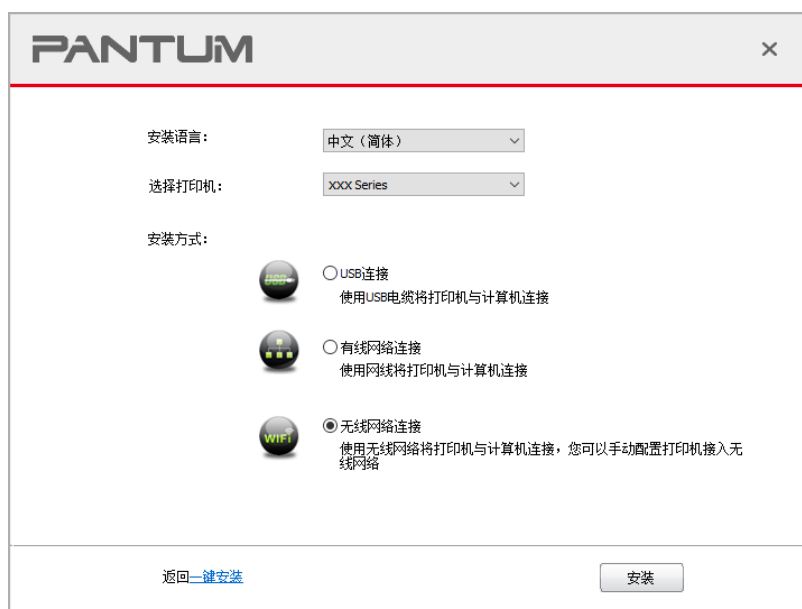 PANTUM
安装语言：
中文（简体）
选择打印机：
XXX Series
安装方式：
USB
USB连接
使用USB电缆将打印机与计算机连接
有线网络连接
使用网线将打印机与计算机连接
WIFI
无线网络连接
使用无线网络将打印机与计算机连接，您可以手动配置打印机接入无
线网络
返回一键安装
安装